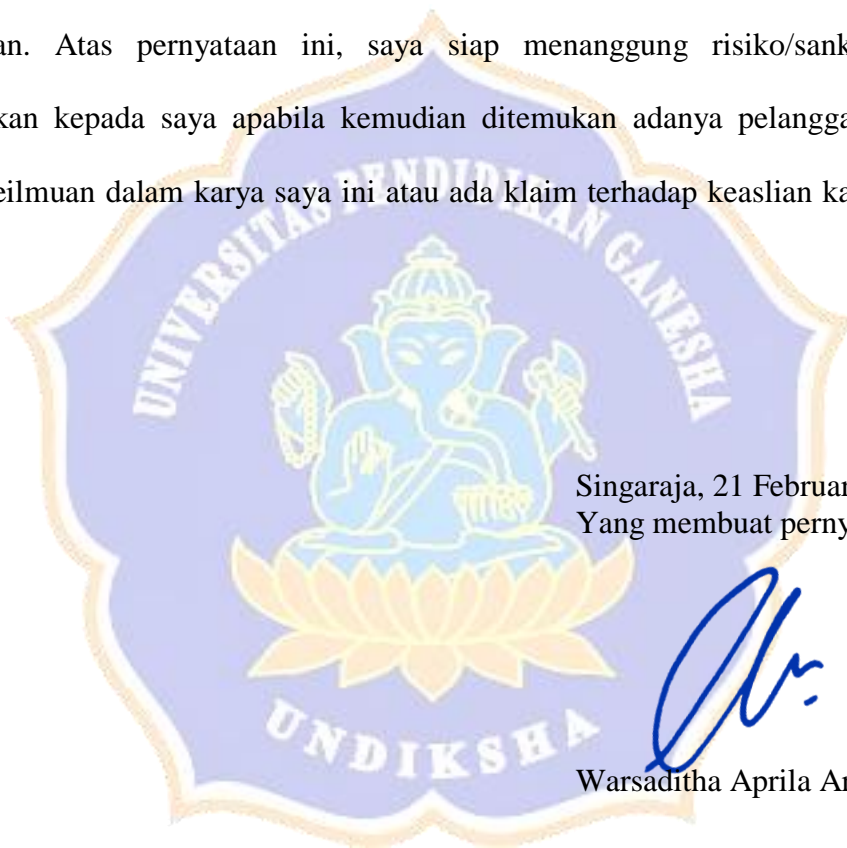 an. Atas pernyataan ini, saya siap menanggung risiko/sank
kan kepada saya apabila kemudian ditemukan adanya pelangga
eilmuan dalam karya saya ini atau ada klaim terhadap keaslian ka
UNIVERSITAS PENDIDIKAN GANESHA
Singaraja, 21 Februar
Yang membuat perny
UNDIKSHA
Warsaditha Aprila Ar